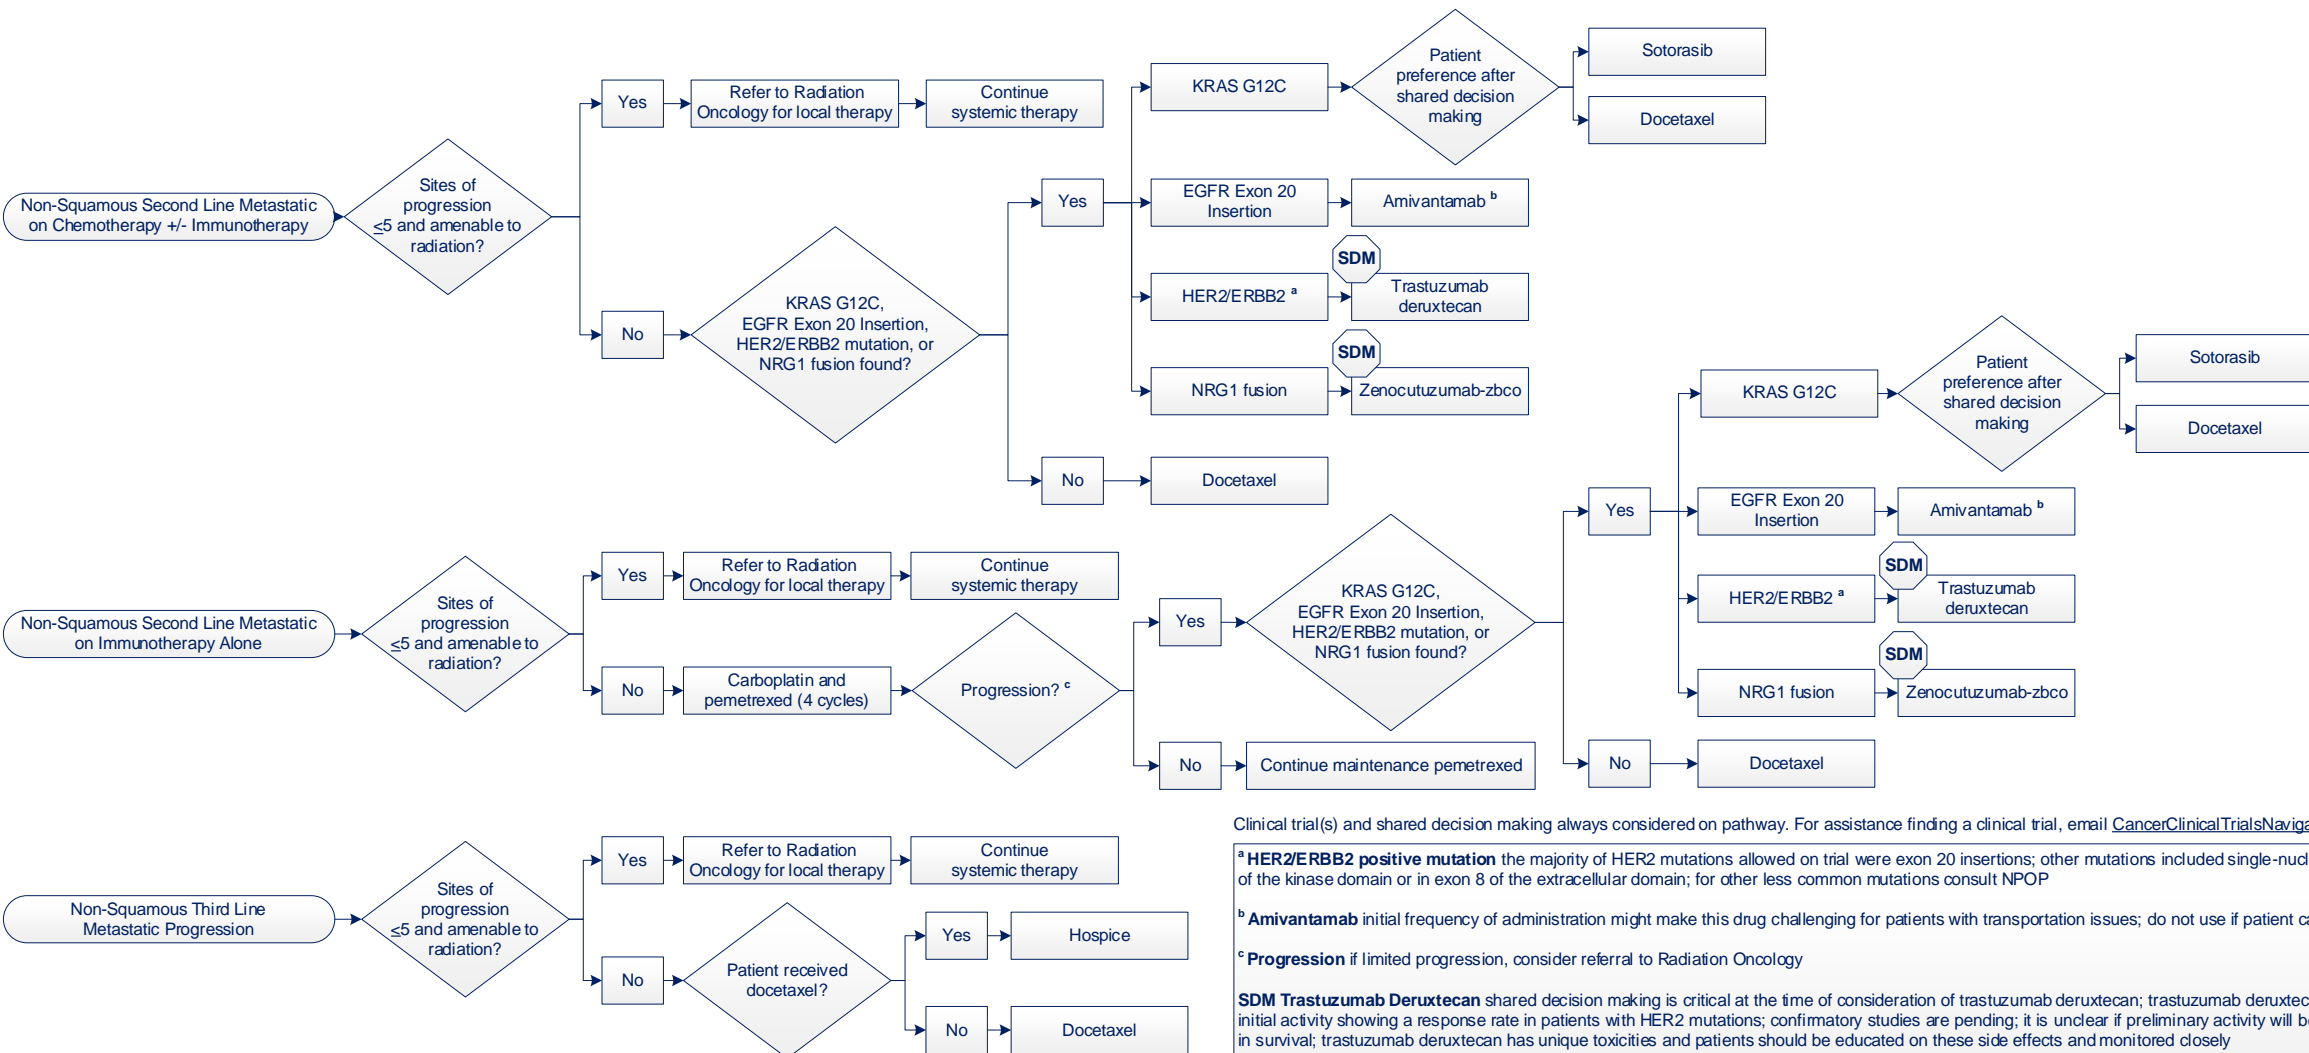 Non-Squamous Second Line Metastatic
on Chemotherapy +/- Immunotherapy
Sites of
progression
≤5 and amenable to
radiation?
Yes
Refer to Radiation
Oncology for local therapy
Continue
systemic therapy
No
KRAS G12C,
EGFR Exon 20 Insertion,
HER2/ERBB2 mutation, or
NRG1 fusion found?
Yes
KRAS G12C
Patient
preference after
shared decision
making
Sotorasib
Docetaxel
EGFR Exon 20
Insertion
Amivantamab b
HER2/ERBB2 a
SDM
Trastuzumab
deruxtecan
NRG1 fusion
SDM
Zenocutuzumab-zbco
No
Docetaxel
Non-Squamous Second Line Metastatic
on Immunotherapy Alone
Sites of
progression
≤5 and amenable to
radiation?
Yes
Refer to Radiation
Oncology for local therapy
Continue
systemic therapy
No
Carboplatin and
pemetrexed (4 cycles)
Progression? c
Yes
KRAS G12C,
EGFR Exon 20 Insertion,
HER2/ERBB2 mutation, or
NRG1 fusion found?
Yes
KRAS G12C
Patient
preference after
shared decision
making
Sotorasib
Docetaxel
EGFR Exon 20
Insertion
Amivantamab b
HER2/ERBB2 a
SDM
Trastuzumab
deruxtecan
NRG1 fusion
SDM
Zenocutuzumab-zbco
No
Docetaxel
No
Continue maintenance pemetrexed
Non-Squamous Third Line
Metastatic Progression
Sites of
progression
≤5 and amenable to
radiation?
Yes
Refer to Radiation
Oncology for local therapy
Continue
systemic therapy
No
Patient received
docetaxel?
Yes
Hospice
No
Docetaxel
Clinical trial(s) and shared decision making always considered on pathway. For assistance finding a clinical trial, email
a HER2/ERBB2 positive mutation the majority of HER2 mutations allowed on trial were exon 20 insertions; other mutations included
of the kinase domain or in exon 8 of the extracellular domain; for other less common mutations consult NPOP
b Amivantamab initial frequency of administration might make this drug challenging for patients with transportation issues; do not use if patient
c Progression if limited progression, consider referral to Radiation Oncology
SDM Trastuzumab Deruxtecan shared decision making is critical at the time of consideration of trastuzumab deruxtecan; trastuzumab
initial activity showing a response rate in patients with HER2 mutations; confirmatory studies are pending; it is unclear if preliminary activity will
in survival; trastuzumab deruxtecan has unique toxicities and patients should be educated on these side effects and monitored closely